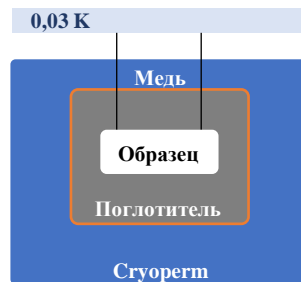 0,03 K
Медь
Образец
Поглотитель
Cryoperm